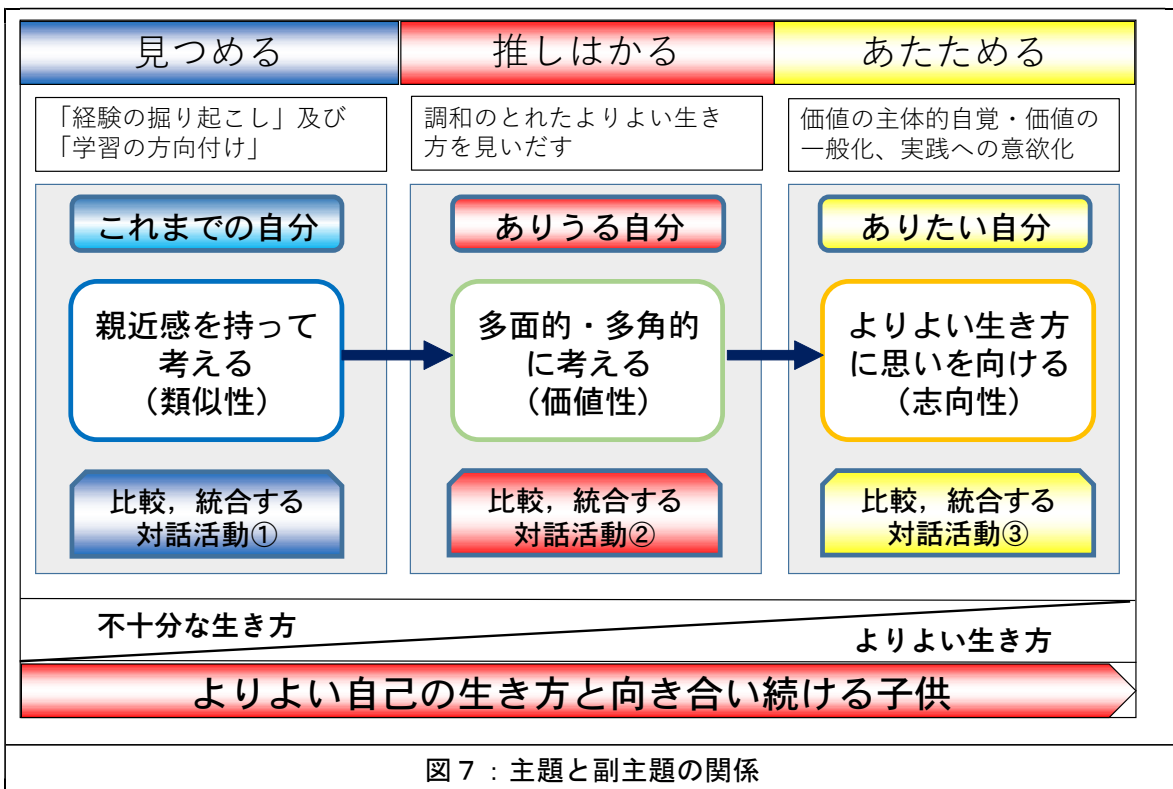 見つめる
推しはかる
あたためる
「経験の掘り起こし」及び
「学習の方向付け」
調和のとれたよりよい生き
方を見いだす
価値の主体的自覚・価値の
一般化、実践への意欲化
これまでの自分
ありうる自分
ありたい自分
親近感を持って
考える
（類似性）
多面的・多角的
に考える
（価値性）
よりよい生き方
に思いを向ける
（志向性）
比較，統合する
対話活動①
比較，統合する
対話活動②
比較，統合する
対話活動③
不十分な生き方
よりよい生き方
よりよい自己の生き方と向き合い続ける子供
図７：主題と副主題の関係